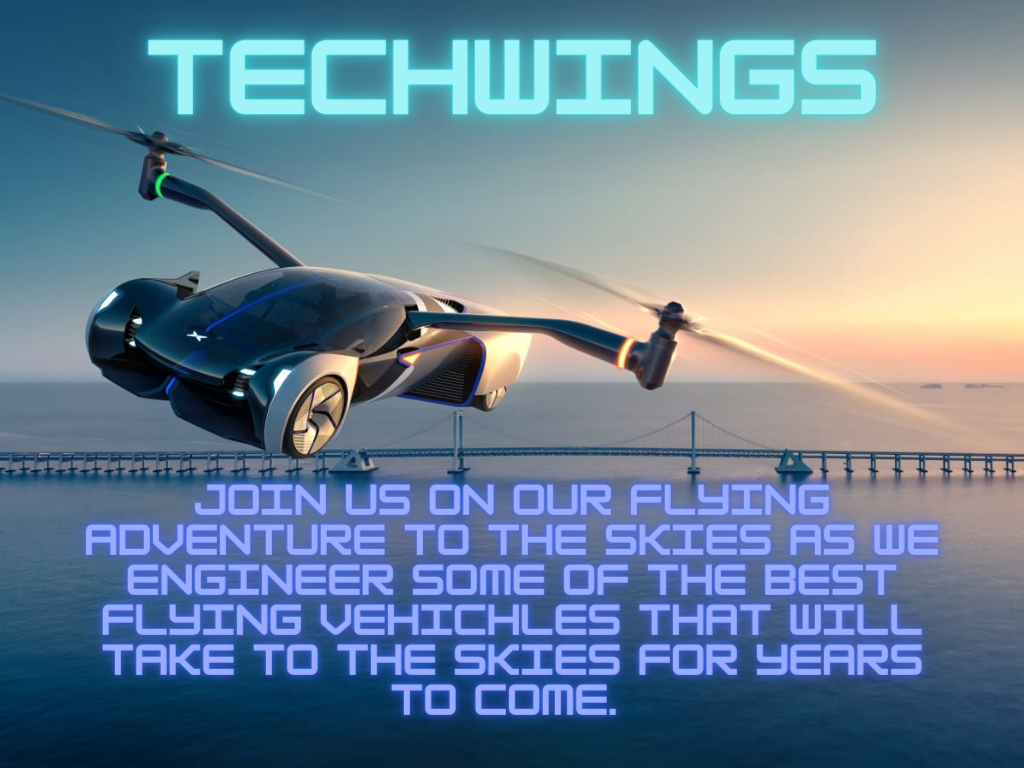 TECHWINGS
JOIN US ON OUR FLYING
ADVENTURE TO THE SKIES AS WE
ENGINEER SOME OF THE BEST
FLYING VEHICHLES THAT WILL
TAKE TO THE SKIES FOR YEARS
TO COME.